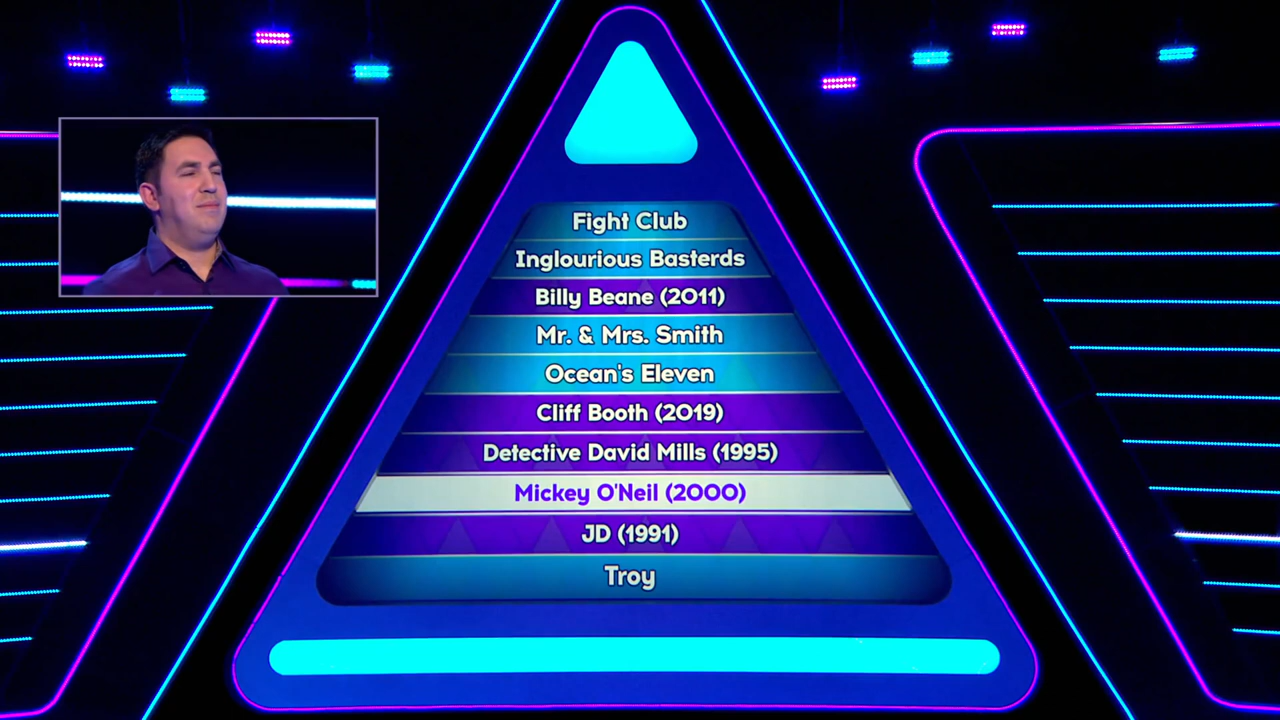 Fight Club
Inglourious Basterds
Billy Beane (2011)
Mr. & Mrs. Smith
Ocean's Eleven
Cliff Booth (2019)
Detective David Mills (1995)
Mickey O'Neil (2000)
JD (1991)
Troy